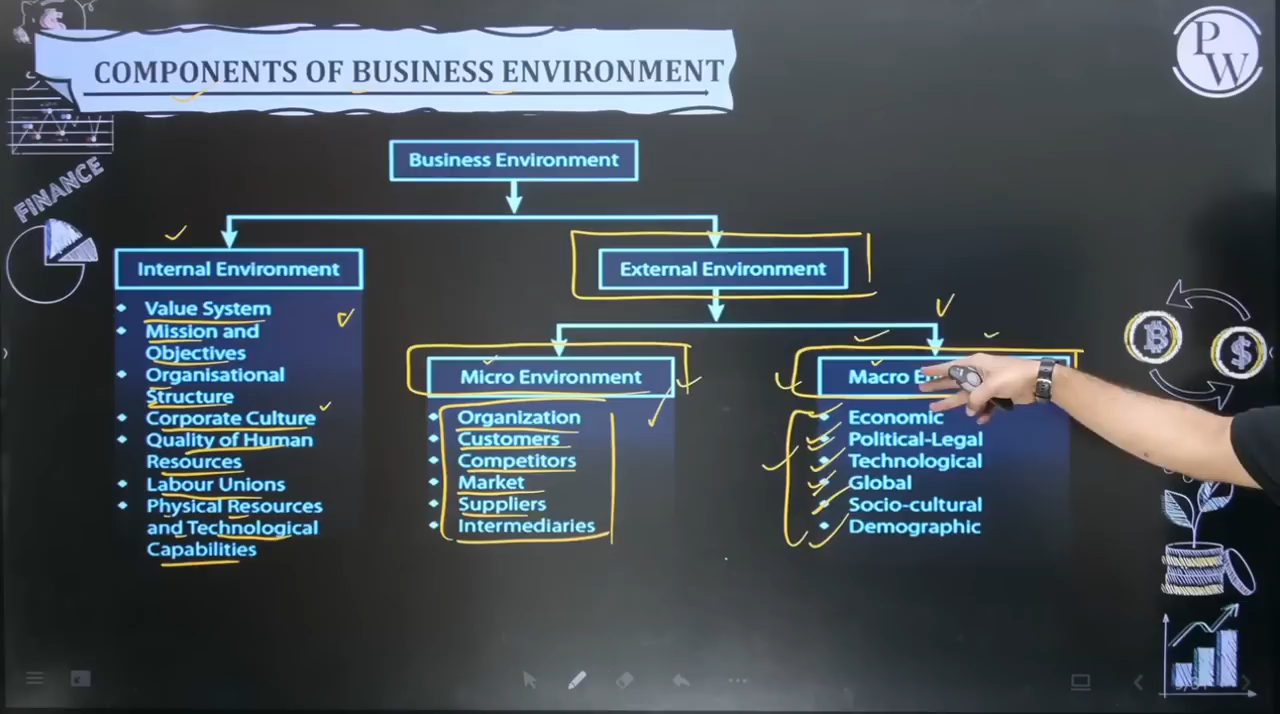 COMPONENTS OF BUSINESS ENVIRONMENT
P
W
FINANCE
Business Environment
Internal Environment
External Environment
Value System
Mission and
Objectives
Organisational
Structure
Corporate Culture
Quality of Human
Resources
Labour Unions
Physical Resources
and Technological
Capabilities
Micro Environment
Organization
Customers
Competitors
Market
Suppliers
Intermediaries
Macro
Economic
Political-Legal
Technological
Global
Socio-cultural
Demographic
₿
$